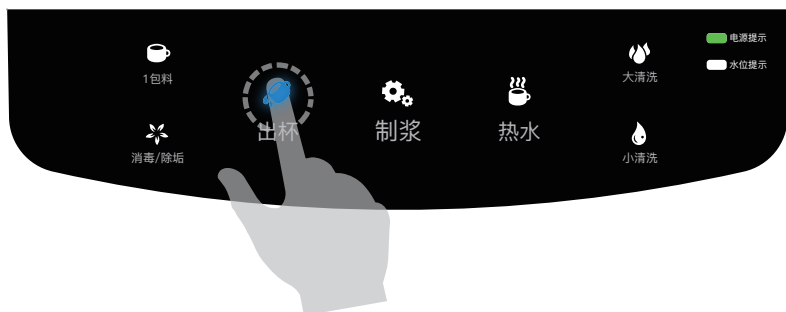 1包料
消毒/除垢
出杯
制浆
热水
大清洗
小清洗
电源提示
水位提示